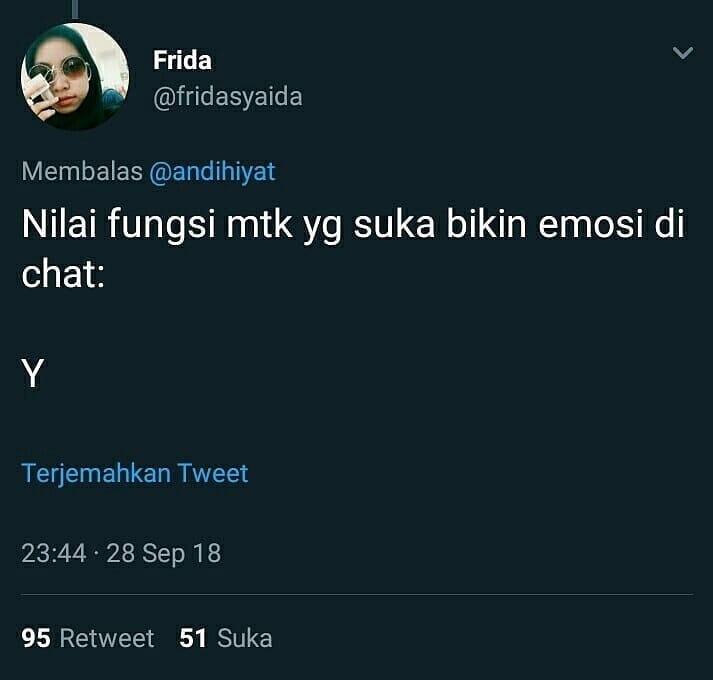 Frida
@fridasyaida
Membalas @andihiyat
Nilai fungsi mtk yg suka bikin emosi di
chat:
Y
Terjemahkan Tweet
23:44 · 28 Sep 18
95 Retweet 51 Suka